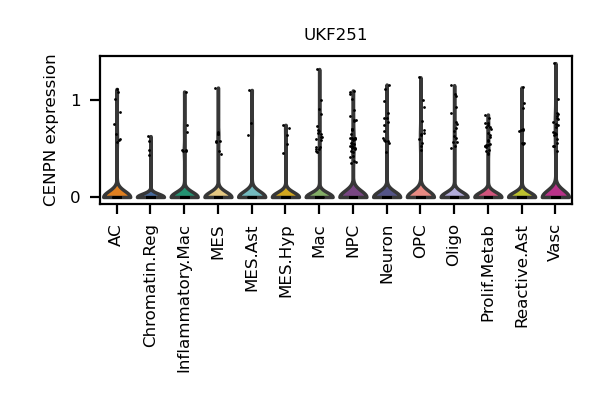 UKF251
CENPN expression
1
0
AC
Chromatin.Reg
Inflammatory.Mac
MES
MES.Ast
MES.Hyp
Mac
NPC
Neuron
OPC
Oligo
Prolif.Metab
Reactive.Ast
Vasc